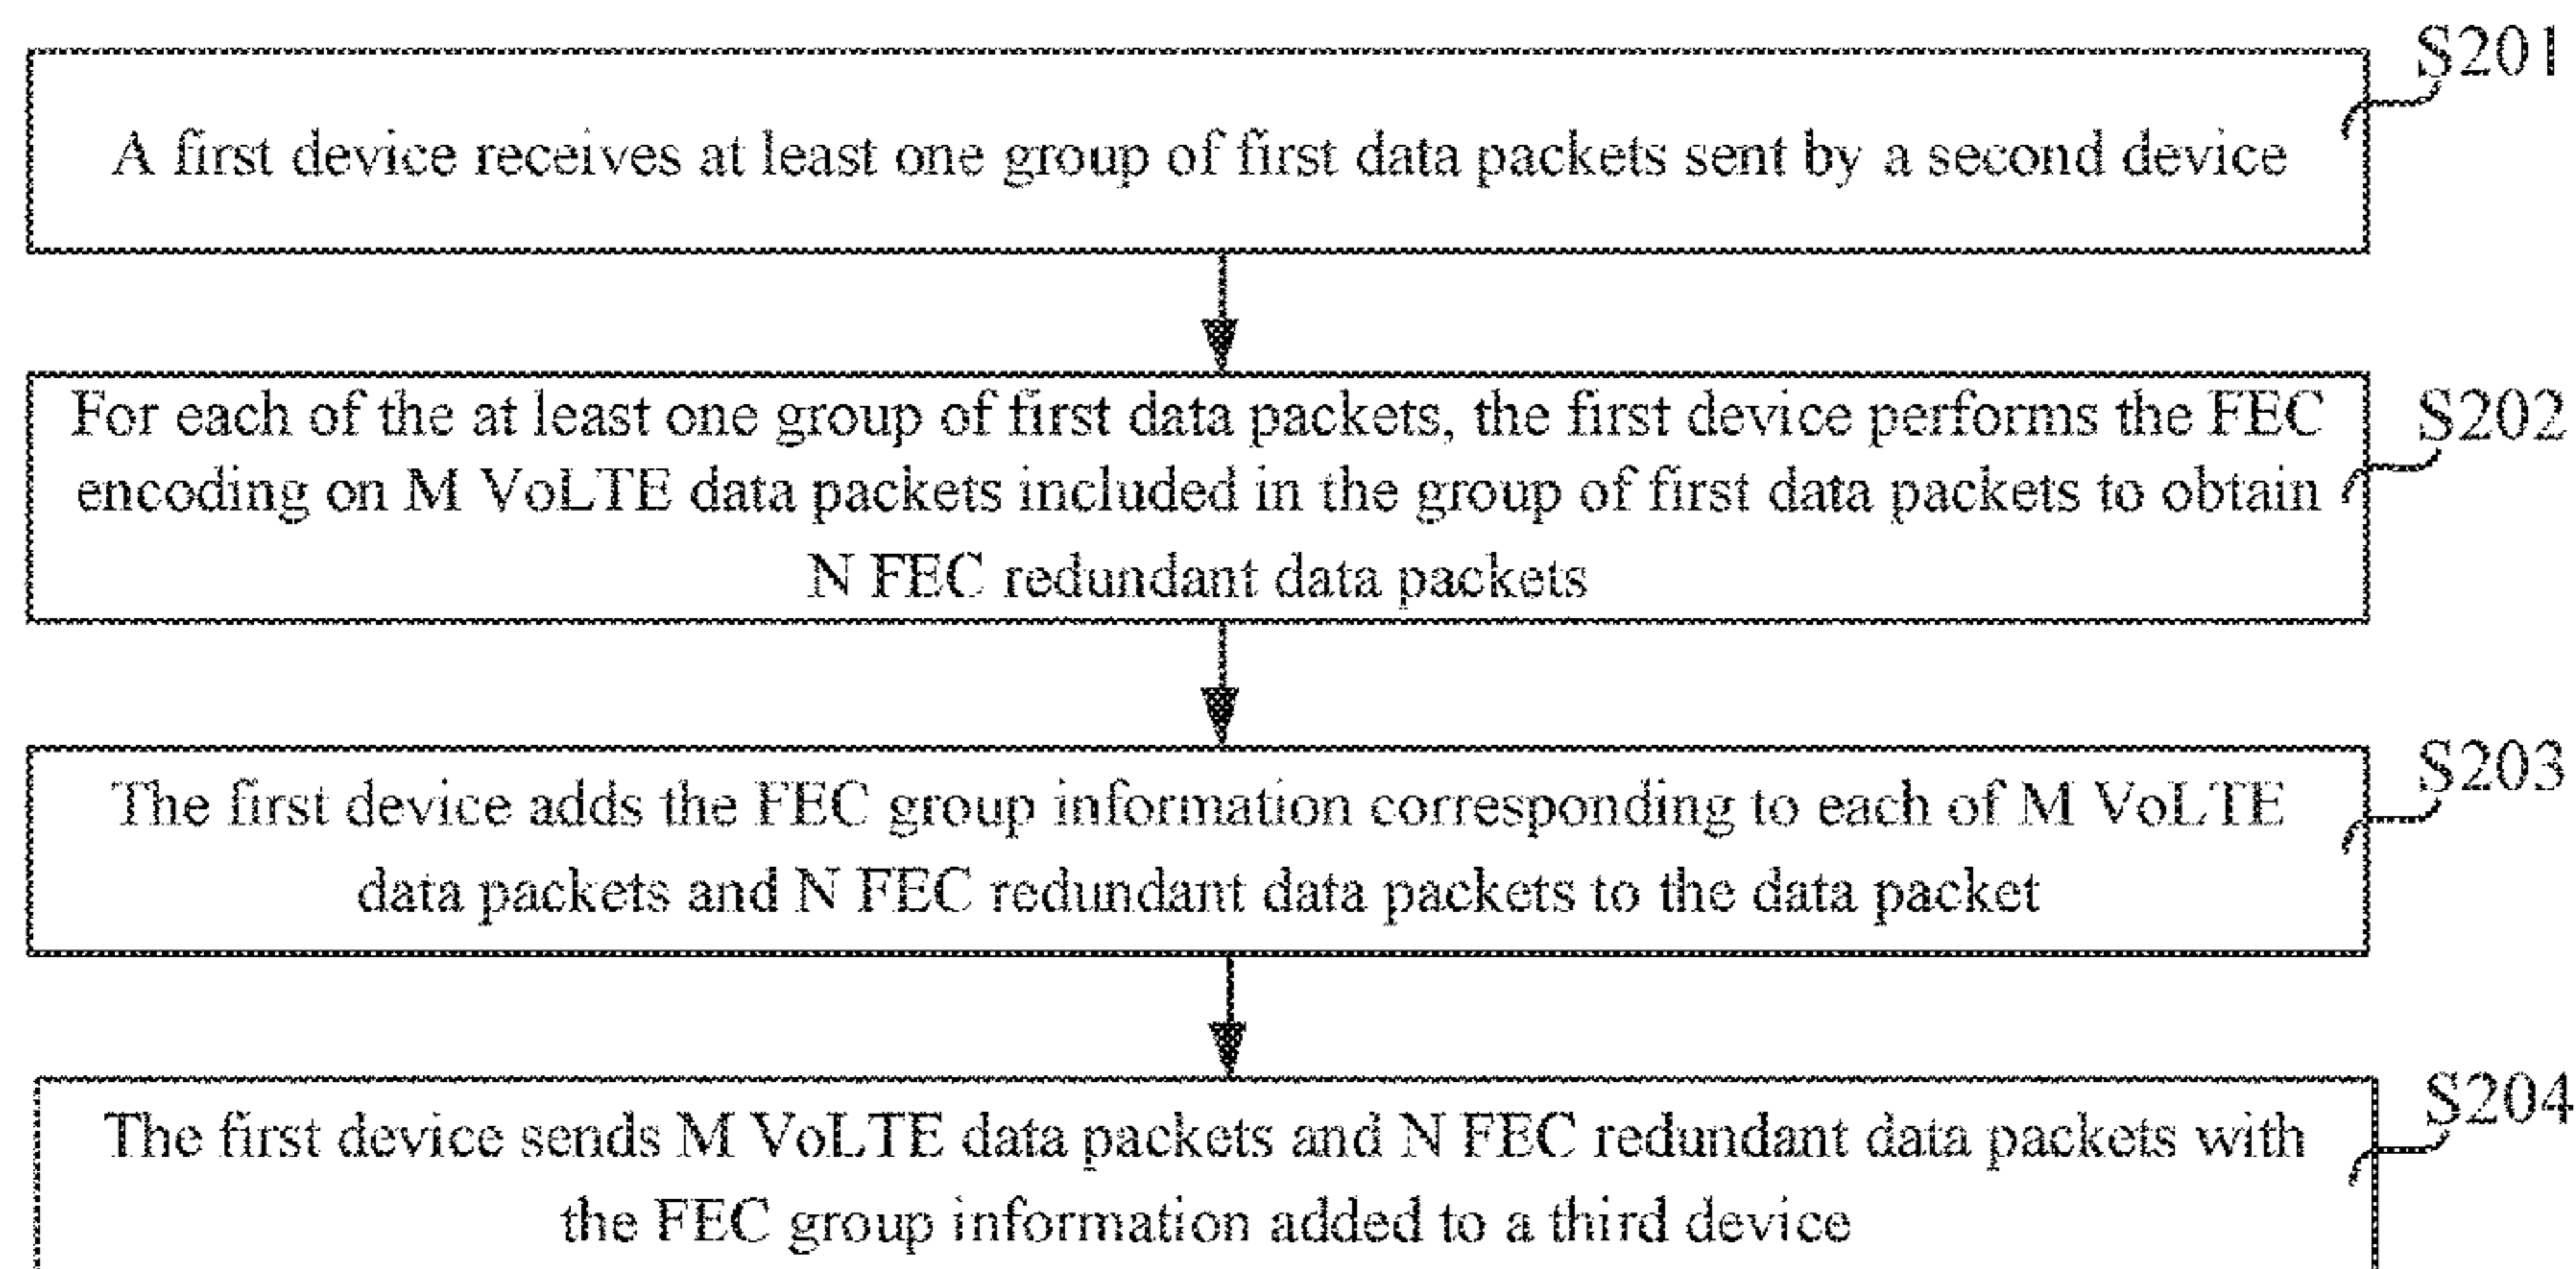 S201
A first device receives at least one group of first data packets sent by a second device
For each of the at least one group of first data packets, the first device performs the FEC
S202
encoding on M VoLTE data packets included in the group of first data packets to obtain
N FEC redundant data packets
S203
The first device adds the FEC group information corresponding to each of M VoLTE
data packets and N FEC redundant data packets to the data packet
S204
The first device sends M VoLTE data packets and N FEC redundant data packets with
the FEC group information added to a third device